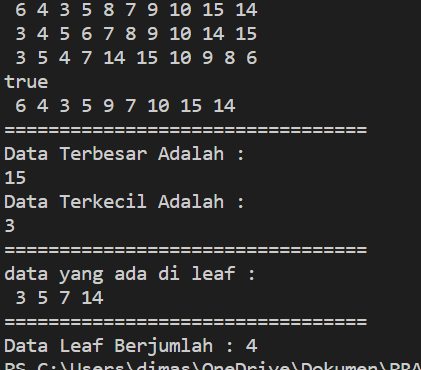 6 4 3 5 8 7 9 10 15 14
3 4 5 6 7 8 9 10 14 15
3 5 4 7 14 15 10 9 8 6
true
6 4 3 5 9 7 10 15 14
=================================
Data Terbesar Adalah :
15
Data Terkecil Adalah :
3
=================================
data yang ada di leaf :
3 5 7 14
=================================
Data Leaf Berjumlah : 4
PS C:\Users\dimas\OneDrive\Dokumen\PRA